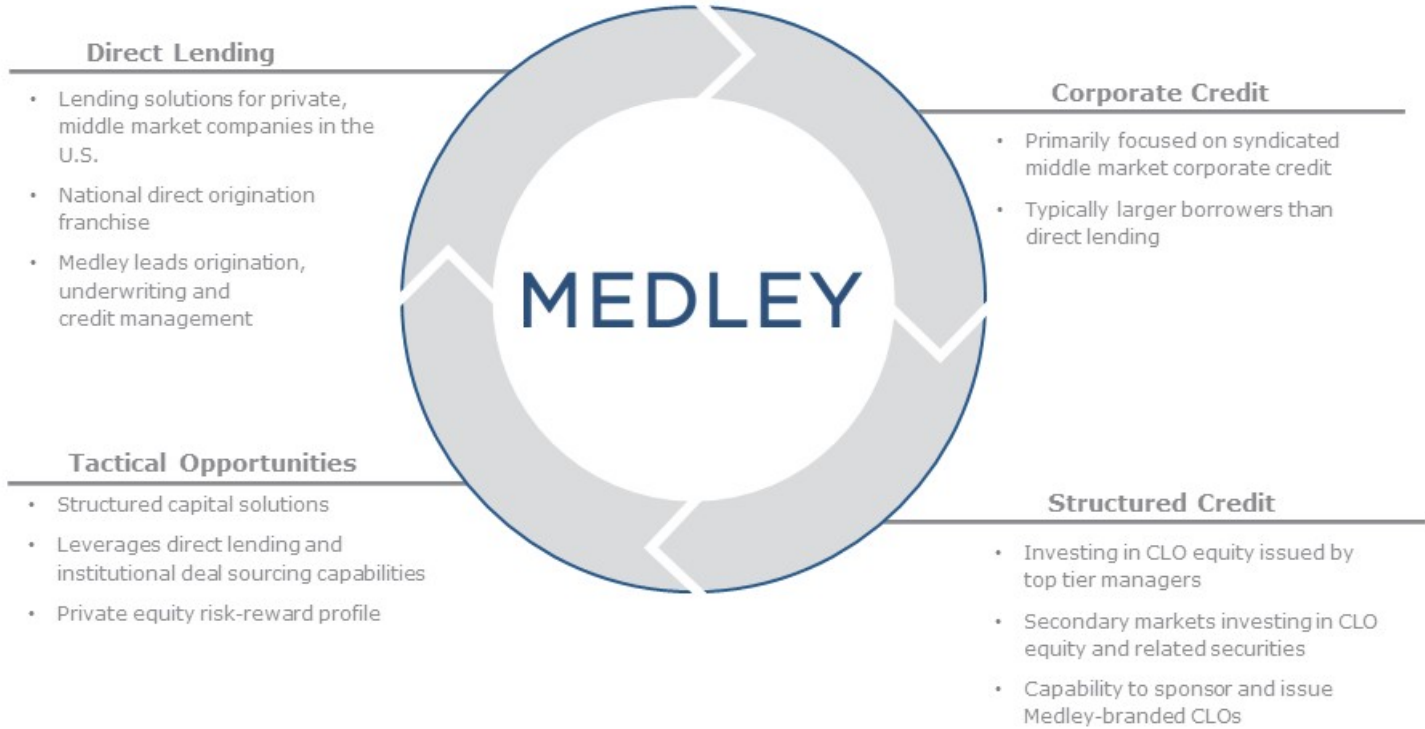 Direct Lending
• Lending solutions for private,
middle market companies in the
U.S.
• National direct origination
franchise
• Medley leads origination,
underwriting and
credit management
Corporate Credit
• Primarily focused on syndicated
middle market corporate credit
• Typically larger borrowers than
direct lending
MEDLEY
Tactical Opportunities
• Structured capital solutions
• Leverages direct lending and
institutional deal sourcing capabilities
• Private equity risk-reward profile
Structured Credit
• Investing in CLO equity issued by
top tier managers
• Secondary markets investing in CLO
equity and related securities
• Capability to sponsor and issue
Medley-branded CLOs